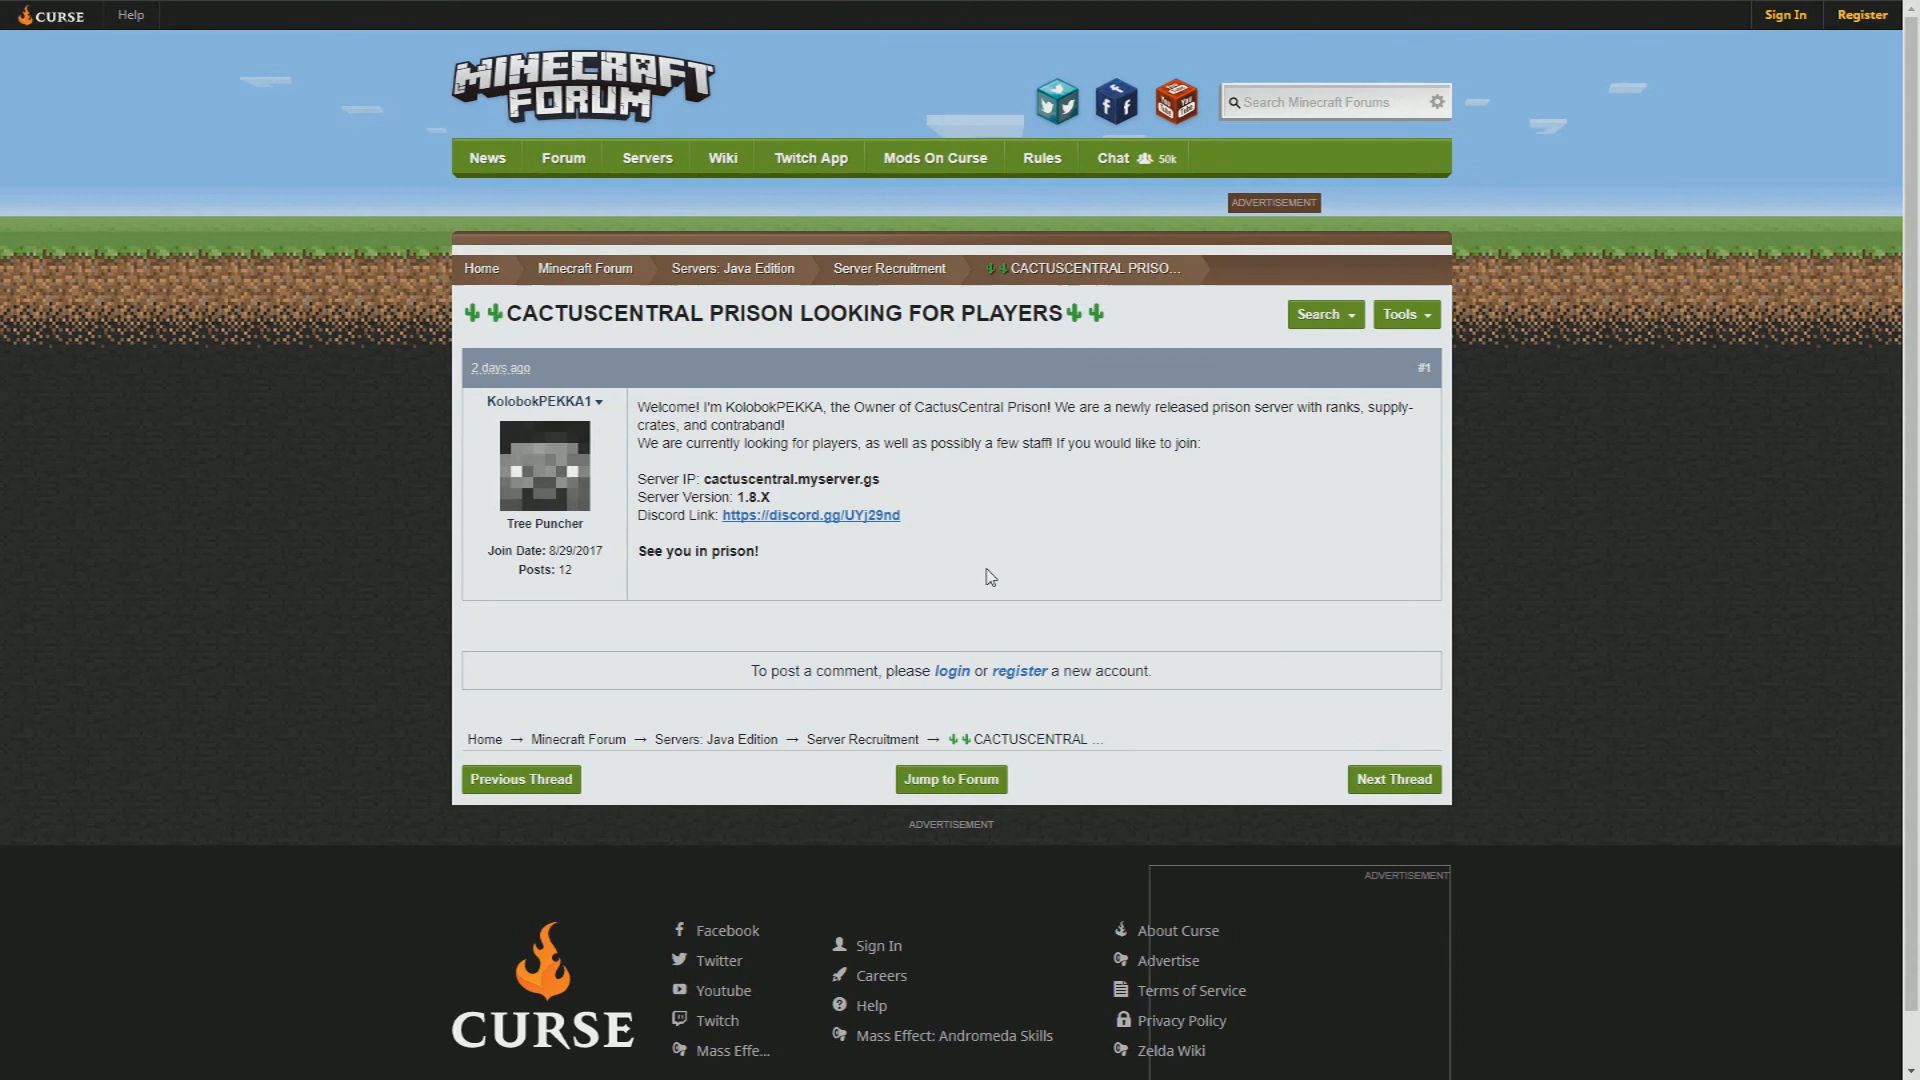 CURSE Help Sign In Register
MINECRAFT
FORUM
Search Minecraft Forums
News Forum Servers Wiki Twitch App Mods On Curse Rules Chat 50k
ADVERTISEMENT
Home Minecraft Forum Servers: Java Edition Server Recruitment 🌵🌵CACTUSCENTRAL PRISO...
🌵🌵CACTUSCENTRAL PRISON LOOKING FOR PLAYERS🌵🌵
Search Tools
2 days ago #1
KolobokPEKKA1
Tree Puncher
Join Date: 8/29/2017
Posts: 12
Welcome! I'm KolobokPEKKA, the Owner of CactusCentral Prison! We are a newly released prison server with ranks, supply-
crates, and contraband!
We are currently looking for players, as well as possibly a few staff! If you would like to join:
Server IP: cactuscentral.myserver.gs
Server Version: 1.8.X
Discord Link: https://discord.gg/UYj29nd
See you in prison!
To post a comment, please login or register a new account.
Home → Minecraft Forum → Servers: Java Edition → Server Recruitment → 🌵🌵CACTUSCENTRAL ...
Previous Thread Jump to Forum Next Thread
ADVERTISEMENT
ADVERTISEMENT
CURSE
Facebook
Twitter
Youtube
Twitch
Mass Effe...
Sign In
Careers
Help
Mass Effect: Andromeda Skills
About Curse
Advertise
Terms of Service
Privacy Policy
Zelda Wiki